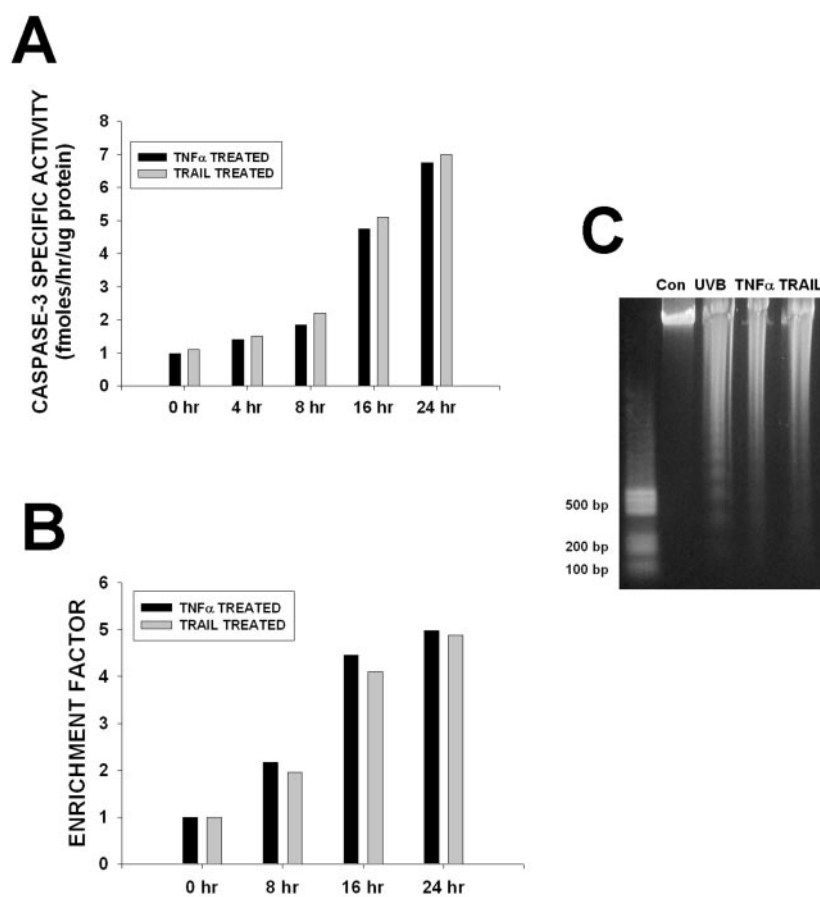 A
CASPASE-3 SPECIFIC ACTIVITY
(fmoles/hr/ug protein)
8
7
6
5
4
3
2
1
0
TNFα TREATED
TRAIL TREATED
0 hr 4 hr 8 hr 16 hr 24 hr
B
ENRICHMENT FACTOR
6
5
4
3
2
1
0
TNFα TREATED
TRAIL TREATED
0 hr 8 hr 16 hr 24 hr
C
Con UVB TNFα TRAIL
500 bp
200 bp
100 bp